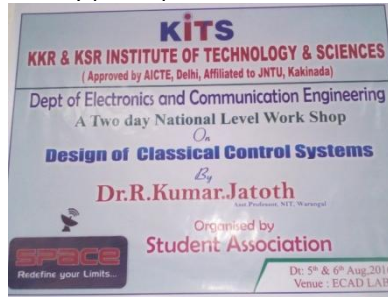 KiTS
KKR & KSR INSTITUTE OF TECHNOLOGY & SCIENCES
( Approved by AICTE, Delhi, Affiliated to JNTU, Kakinada)
Dept of Electronics and Communication Engineering
A Two day National Level Work Shop
On
Design of Classical Control Systems
By
Dr.R.Kumar.Jatoth
Asst.Professor, NIT, Warangal
Organised by
Student Association
SPACE
Redefine your Limits...
Dt: 5th & 6th Aug,201
Venue : ECAD LAB